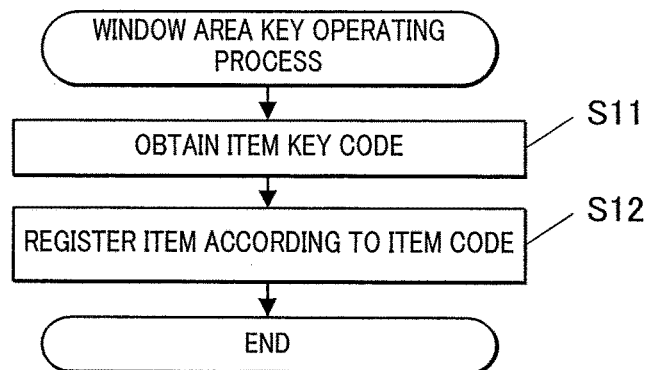 WINDOW AREA KEY OPERATING
PROCESS
S11
OBTAIN ITEM KEY CODE
S12
REGISTER ITEM ACCORDING TO ITEM CODE
END